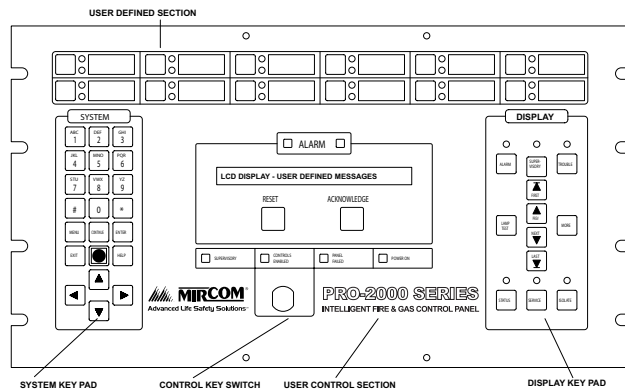 USER DEFINED SECTION
SYSTEM
ABC
1
DEF
2
GHI
3
JKL
4
MNO
5
PQR
6
STU
7
VWX
8
YZ
9
#
0
*
MENU
ENTER
EXIT
HELP
ALARM
LCD DISPLAY - USER DEFINED MESSAGES
RESET
ACKNOWLEDGE
SUPERVISORY
CONTROLS
ENABLED
PANEL
FAILED
POWER ON
MIRCOM
Advanced Life Safety Solutions
PRO-2000 SERIES
INTELLIGENT FIRE & GAS CONTROL PANEL
DISPLAY
ALARM
SUPER-
VISORY
TROUBLE
FIRST
LAMP
TEST
MORE
NEXT
LAST
STATUS
SERVICE
ISOLATE
SYSTEM KEY PAD
CONTROL KEY SWITCH
USER CONTROL SECTION
DISPLAY KEY PAD